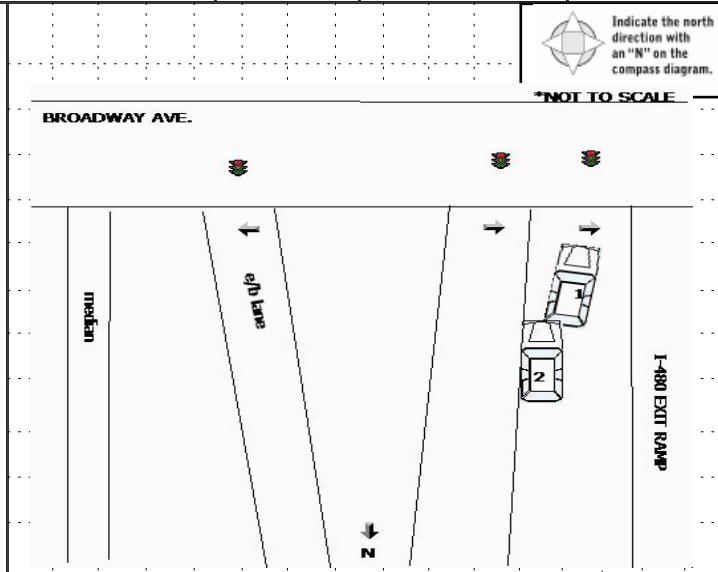 Indicate the north
direction with
an “N” on the
compass diagram.
*NOT TO SCALE
BROADWAY AVE.
median
e/b lane
1
2
I-480 EXIT RAMP
N